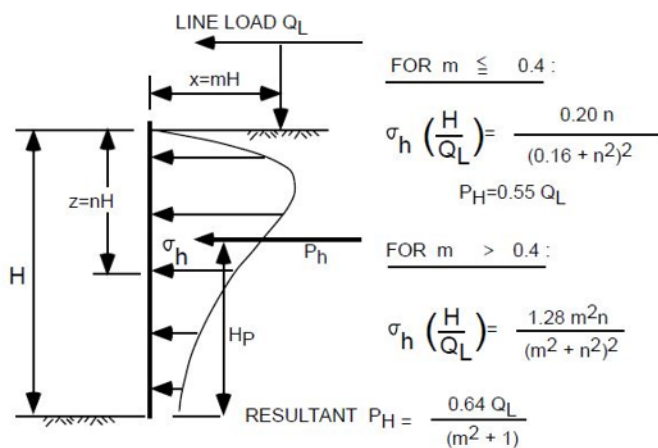 LINE LOAD Q_L
x=mH
z=nH
H
σ_h
P_h
H_P
FOR m ≦ 0.4 :
σ_h (H/Q_L) = 0.20 n / (0.16 + n²)²
P_H=0.55 Q_L
FOR m > 0.4 :
σ_h (H/Q_L) = 1.28 m²n / (m² + n²)²
RESULTANT P_H = 0.64 Q_L / (m² + 1)